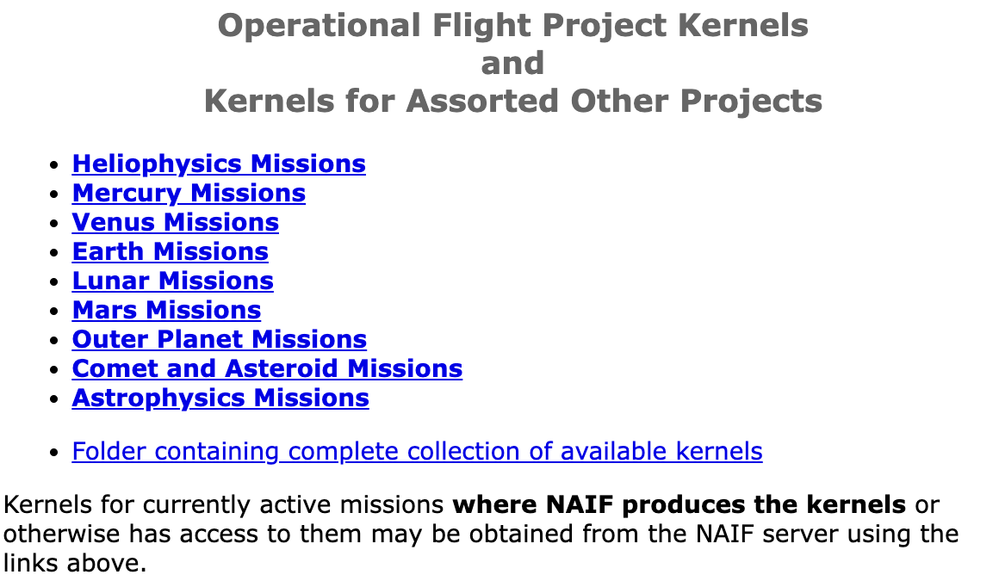 Operational Flight Project Kernels
and
Kernels for Assorted Other Projects
Heliophysics Missions
Mercury Missions
Venus Missions
Earth Missions
Lunar Missions
Mars Missions
Outer Planet Missions
Comet and Asteroid Missions
Astrophysics Missions
Folder containing complete collection of available kernels
Kernels for currently active missions where NAIF produces the kernels or
otherwise has access to them may be obtained from the NAIF server using the
links above.